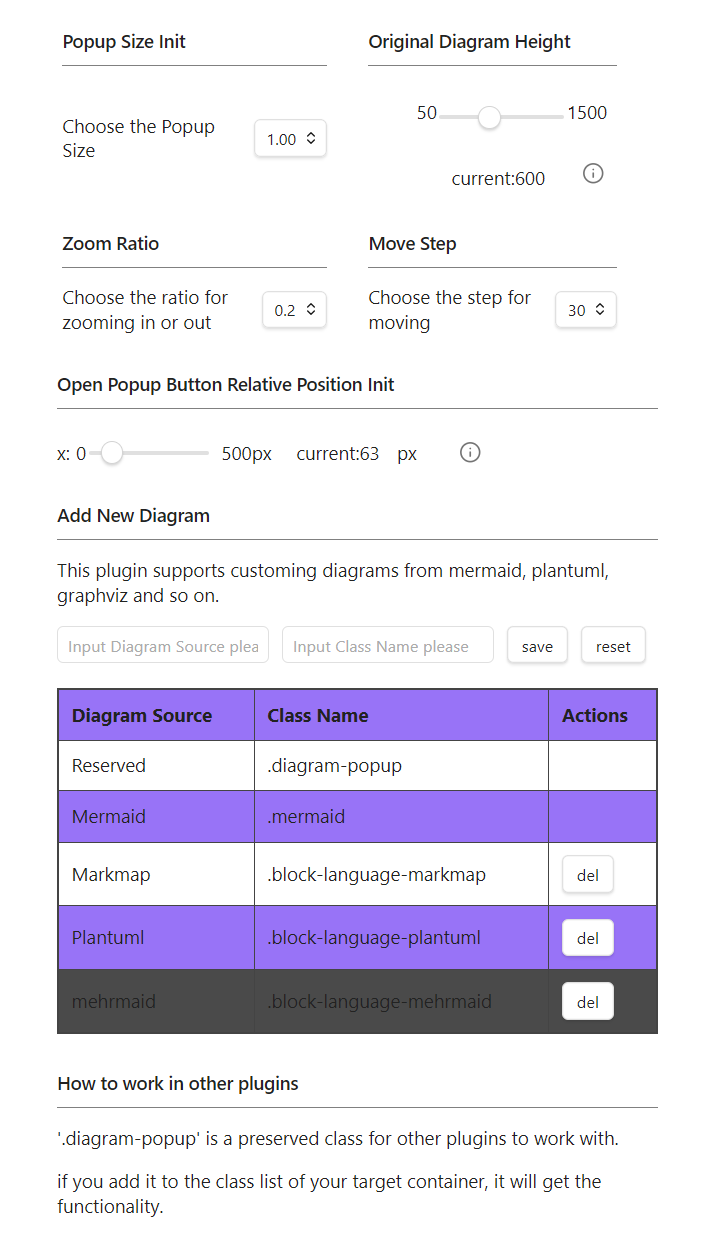 Popup Size Init
Original Diagram Height
Choose the Popup
Size
1.00
50
1500
current:600
Zoom Ratio
Move Step
Choose the ratio for
zooming in or out
0.2
Choose the step for
moving
30
Open Popup Button Relative Position Init
x: 0
500px
current:63
px
Add New Diagram
This plugin supports customing diagrams from mermaid, plantuml,
graphviz and so on.
Input Diagram Source plea
Input Class Name please
save
reset
Diagram Source
Class Name
Actions
Reserved
.diagram-popup
Mermaid
.mermaid
Markmap
.block-language-markmap
del
Plantuml
.block-language-plantuml
del
mehrmaid
.block-language-mehrmaid
del
How to work in other plugins
'.diagram-popup' is a preserved class for other plugins to work with.
if you add it to the class list of your target container, it will get the
functionality.